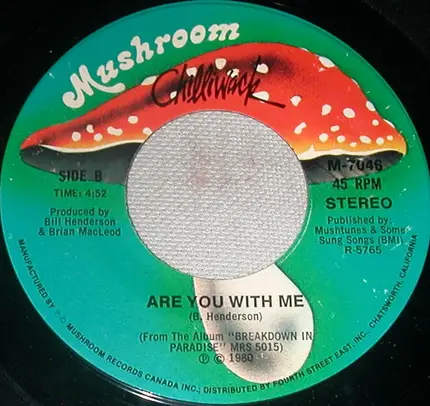 Mushroom
Chilliwack
SIDE B
TIME: 4:52
Produced by
Bill Henderson
& Brian MacLeod
M-7046
45 RPM
STEREO
Published by
Mushtunes & Some
Sung Songs (BMI)
R-5765
ARE YOU WITH ME
(B. Henderson)
(From The Album "BREAKDOWN IN
PARADISE" MRS 5015)
Ⓟ © 1980
MANUFACTURED BY MUSHROOM RECORDS CANADA INC.; DISTRIBUTED BY FOURTH STREET EAST, INC. CHATSWORTH, CALIFORNIA